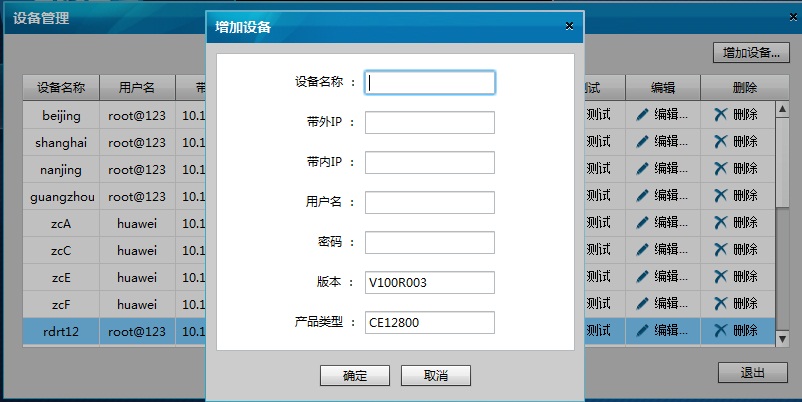 设备管理
增加设备
增加设备...
设备名称 用户名 带 测试 编辑 删除
beijing root@123 10.1 测试 编辑... 删除
shanghai root@123 10.1 测试 编辑... 删除
nanjing root@123 10.1 测试 编辑... 删除
guangzhou root@123 10.1 测试 编辑... 删除
zcA huawei 10.1 测试 编辑... 删除
zcC huawei 10.1 测试 编辑... 删除
zcE huawei 10.1 测试 编辑... 删除
zcF huawei 10.1 测试 编辑... 删除
rdrt12 root@123 10.1 测试 编辑... 删除
设备名称 :
带外IP :
带内IP :
用户名 :
密码 :
版本 : V100R003
产品类型 : CE12800
确定 取消
退出